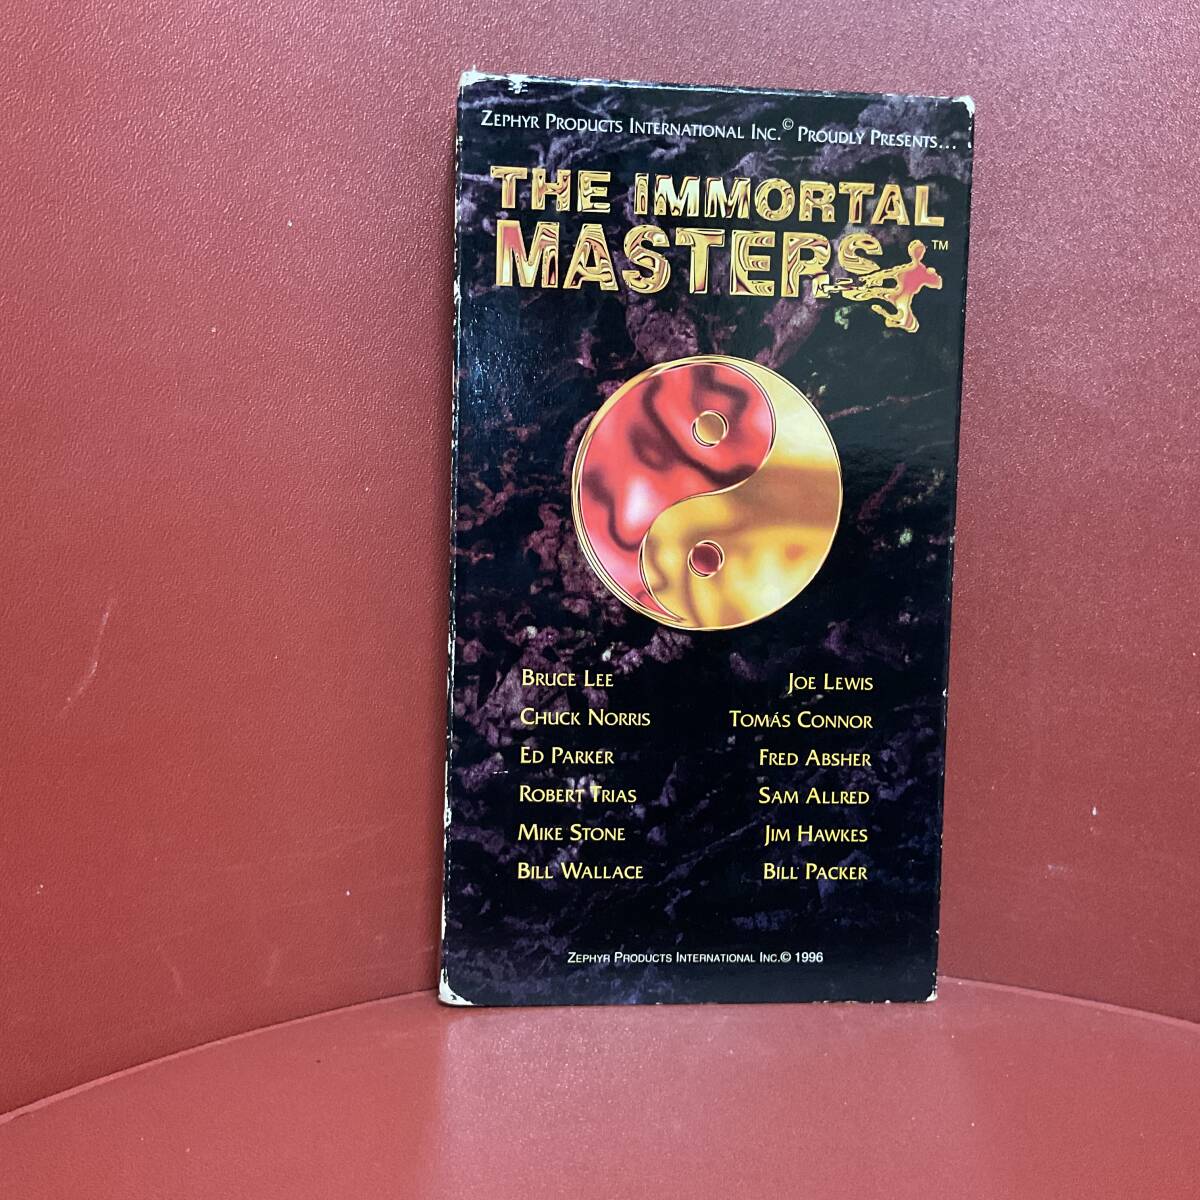 Zephyr Products International Inc.© Proudly Presents...
THE IMMORTAL
MASTERS™
Bruce Lee
Chuck Norris
Ed Parker
Robert Trias
Mike Stone
Bill Wallace
Joe Lewis
Tomás Connor
Fred Absher
Sam Allred
Jim Hawkes
Bill Packer
Zephyr Products International Inc.© 1996